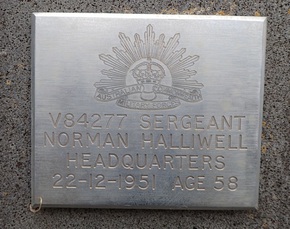 V84277 SERGEANT
NORMAN HALLIWELL
HEADQUARTERS
22-12-1951 AGE 58